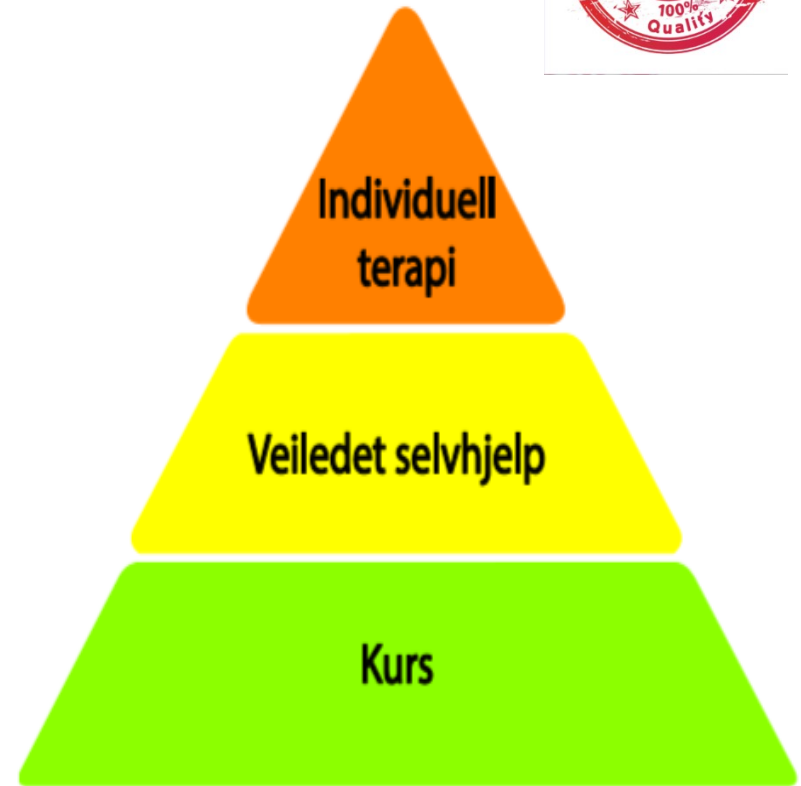 100%
Quality
Individuell
terapi
Veiledet selvhjelp
Kurs